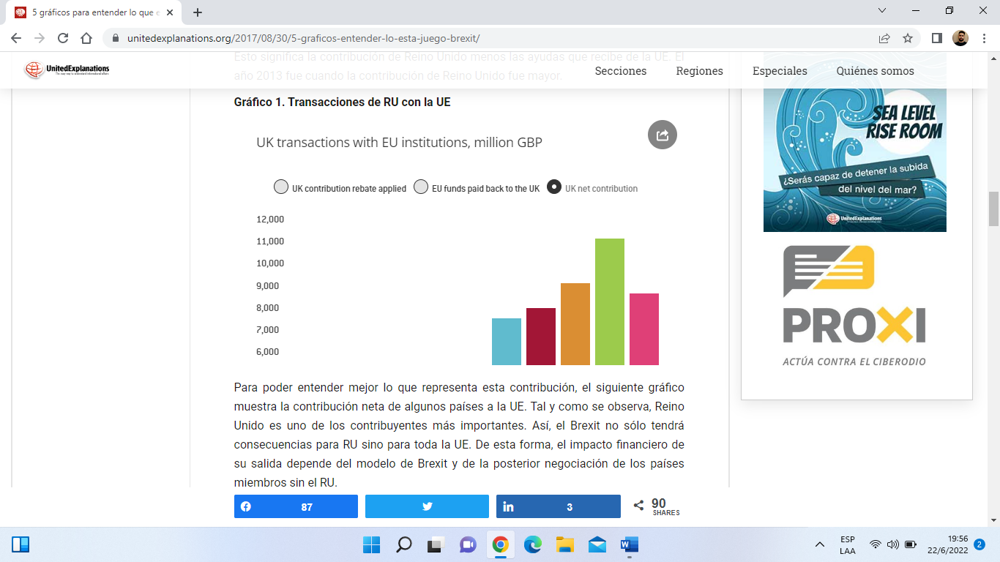 5 gráficos para entender lo que e
unitedexplanations.org/2017/08/30/5-graficos-entender-lo-esta-juego-brexit/
Esto significa la contribución de Reino Unido menos las ayudas que recibe de la UE. El
año 2013 fue cuando la contribución de Reino Unido fue mayor.
UnitedExplanations
Secciones
Regiones
Especiales
Quiénes somos
Gráfico 1. Transacciones de RU con la UE
UK transactions with EU institutions, million GBP
UK contribution rebate applied
EU funds paid back to the UK
UK net contribution
12,000
11,000
10,000
9,000
8,000
7,000
6,000
Para poder entender mejor lo que representa esta contribución, el siguiente gráfico
muestra la contribución neta de algunos países a la UE. Tal y como se observa, Reino
Unido es uno de los contribuyentes más importantes. Así, el Brexit no sólo tendrá
consecuencias para RU sino para toda la UE. De esta forma, el impacto financiero de
su salida depende del modelo de Brexit y de la posterior negociación de los países
miembros sin el RU.
87
3
90
SHARES
SEA LEVEL
RISE ROOM
¿Serás capaz de detener la subida
del nivel del mar?
UnitedExplanations
PROXI
ACTÚA CONTRA EL CIBERODIO
ESP
LAA
19:56
22/6/2022
2